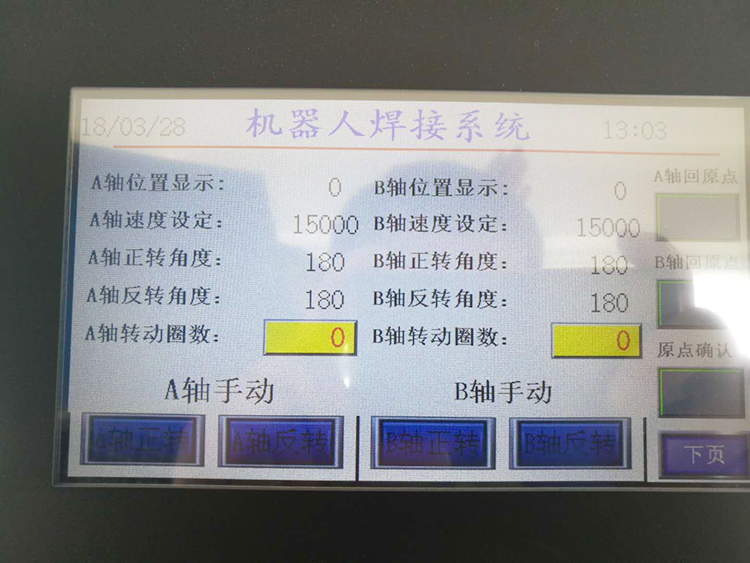 18/03/28 机器人焊接系统 13:03
A轴位置显示: 0 B轴位置显示: 0 A轴回原点
A轴速度设定: 15000 B轴速度设定: 15000
A轴正转角度: 180 B轴正转角度: 180 B轴回原点
A轴反转角度: 180 B轴反转角度: 180
A轴转动圈数: 0 B轴转动圈数: 0 原点确认
A轴手动 B轴手动
A轴正转 A轴反转 B轴正转 B轴反转 下页